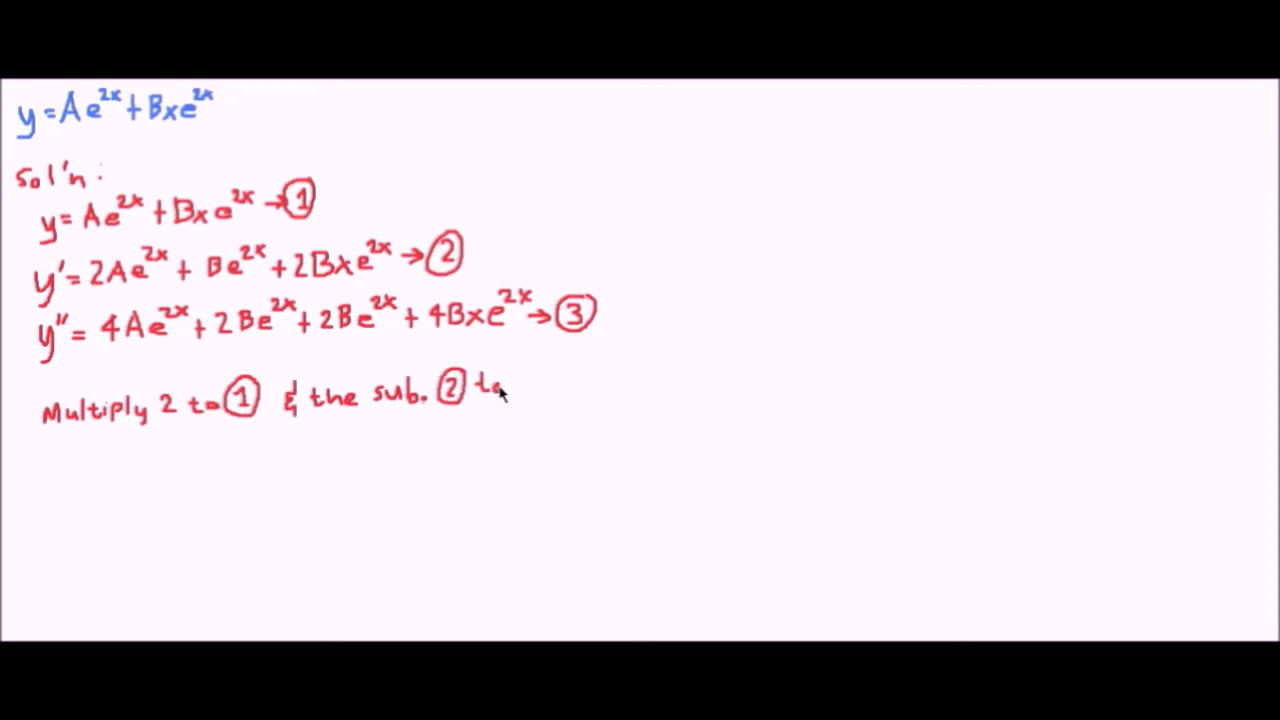 y = Ae^{2x} + Bxe^{2x}
Sol'n :
y = Ae^{2x} + Bxe^{2x} → ①
y' = 2Ae^{2x} + Be^{2x} + 2Bxe^{2x} → ②
y'' = 4Ae^{2x} + 2Be^{2x} + 2Be^{2x} + 4Bxe^{2x} → ③
Multiply 2 to ① & the sub. ② to